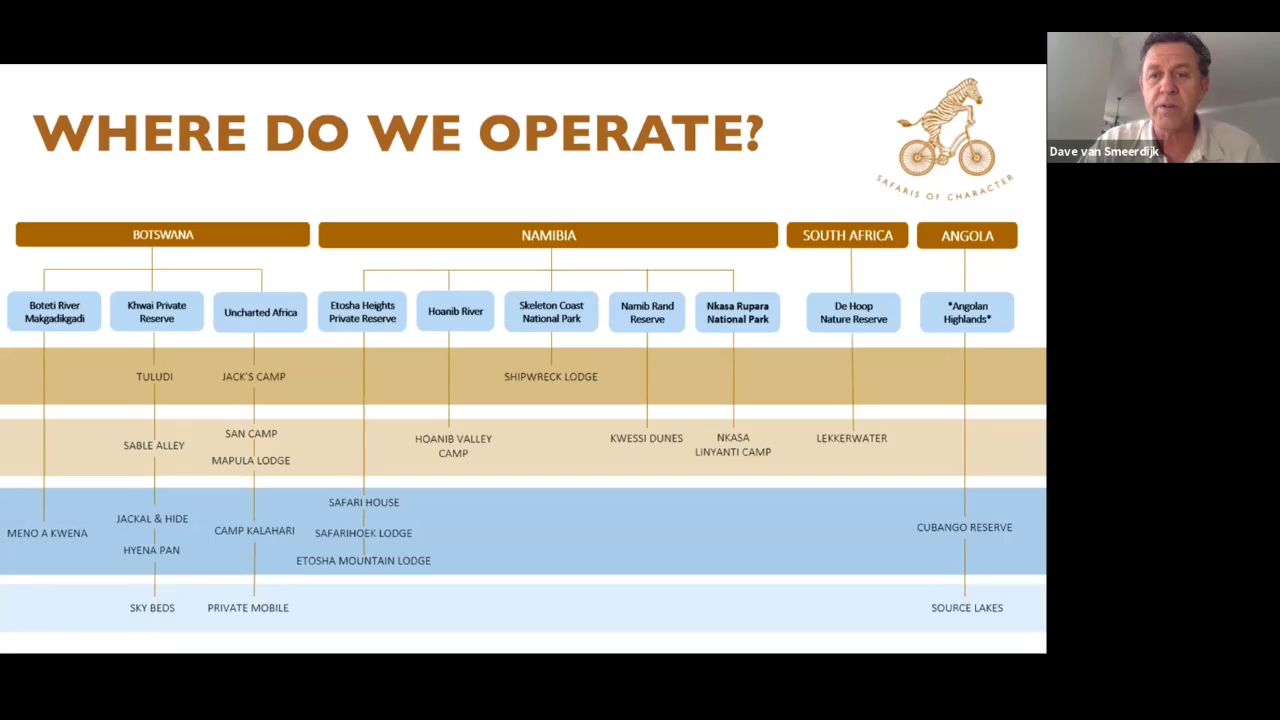 WHERE DO WE OPERATE?
SAFARIS OF CHARACTER
Dave van Smeerdijk
BOTSWANA
NAMIBIA
SOUTH AFRICA
ANGOLA
Boteti River
Makgadikgadi
Khwai Private
Reserve
Uncharted Africa
Etosha Heights
Private Reserve
Hoanib River
Skeleton Coast
National Park
Namib Rand
Reserve
Nkasa Rupara
National Park
De Hoop
Nature Reserve
*Angolan
Highlands*
TULUDI
JACK'S CAMP
SHIPWRECK LODGE
SABLE ALLEY
SAN CAMP
MAPULA LODGE
HOANIB VALLEY
CAMP
KWESSI DUNES
NKASA
LINYANTI CAMP
LEKKERWATER
MENO A KWENA
JACKAL & HIDE
HYENA PAN
CAMP KALAHARI
SAFARI HOUSE
SAFARIHOEK LODGE
ETOSHA MOUNTAIN LODGE
CUBANGO RESERVE
SKY BEDS
PRIVATE MOBILE
SOURCE LAKES